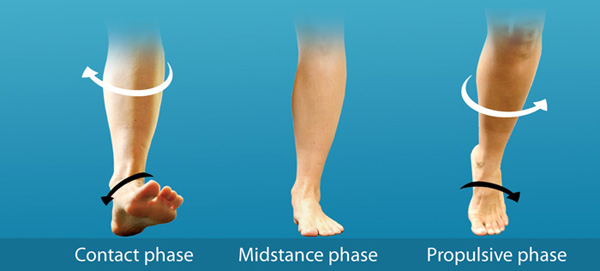 Contact phase
Midstance phase
Propulsive phase